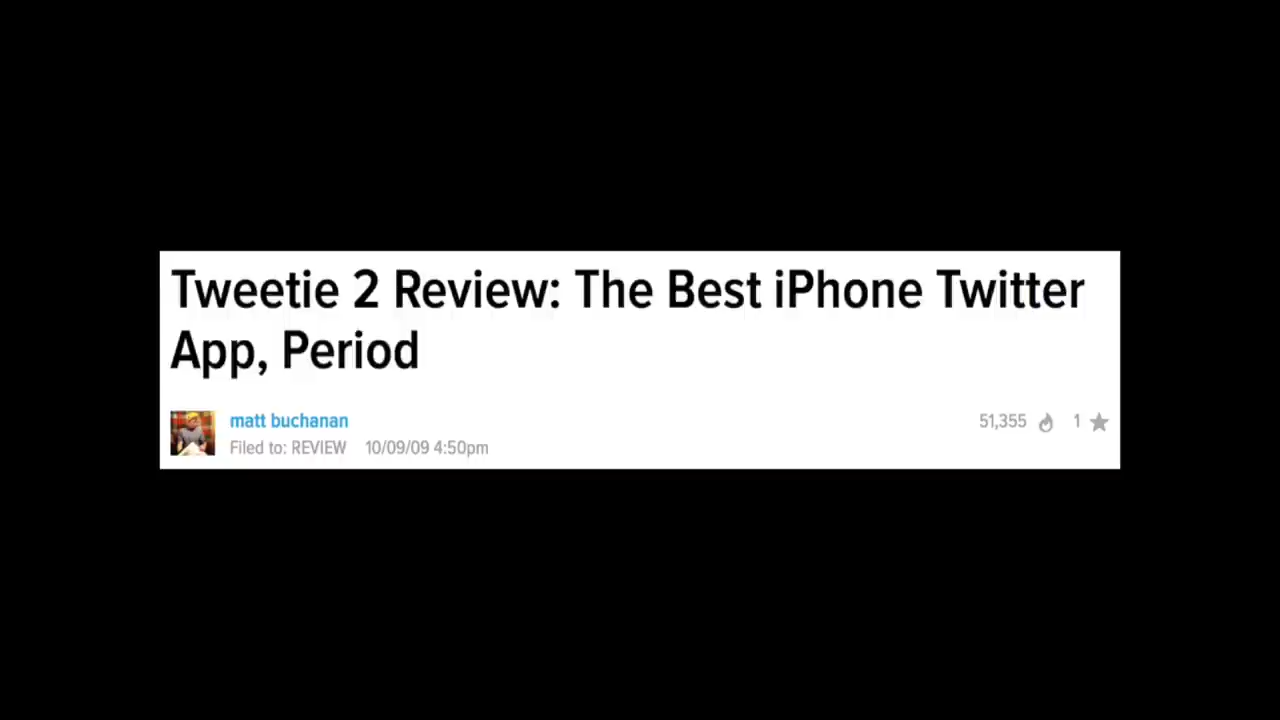 Tweetie 2 Review: The Best iPhone Twitter
App, Period
matt buchanan
51,355 1
Filed to: REVIEW 10/09/09 4:50pm